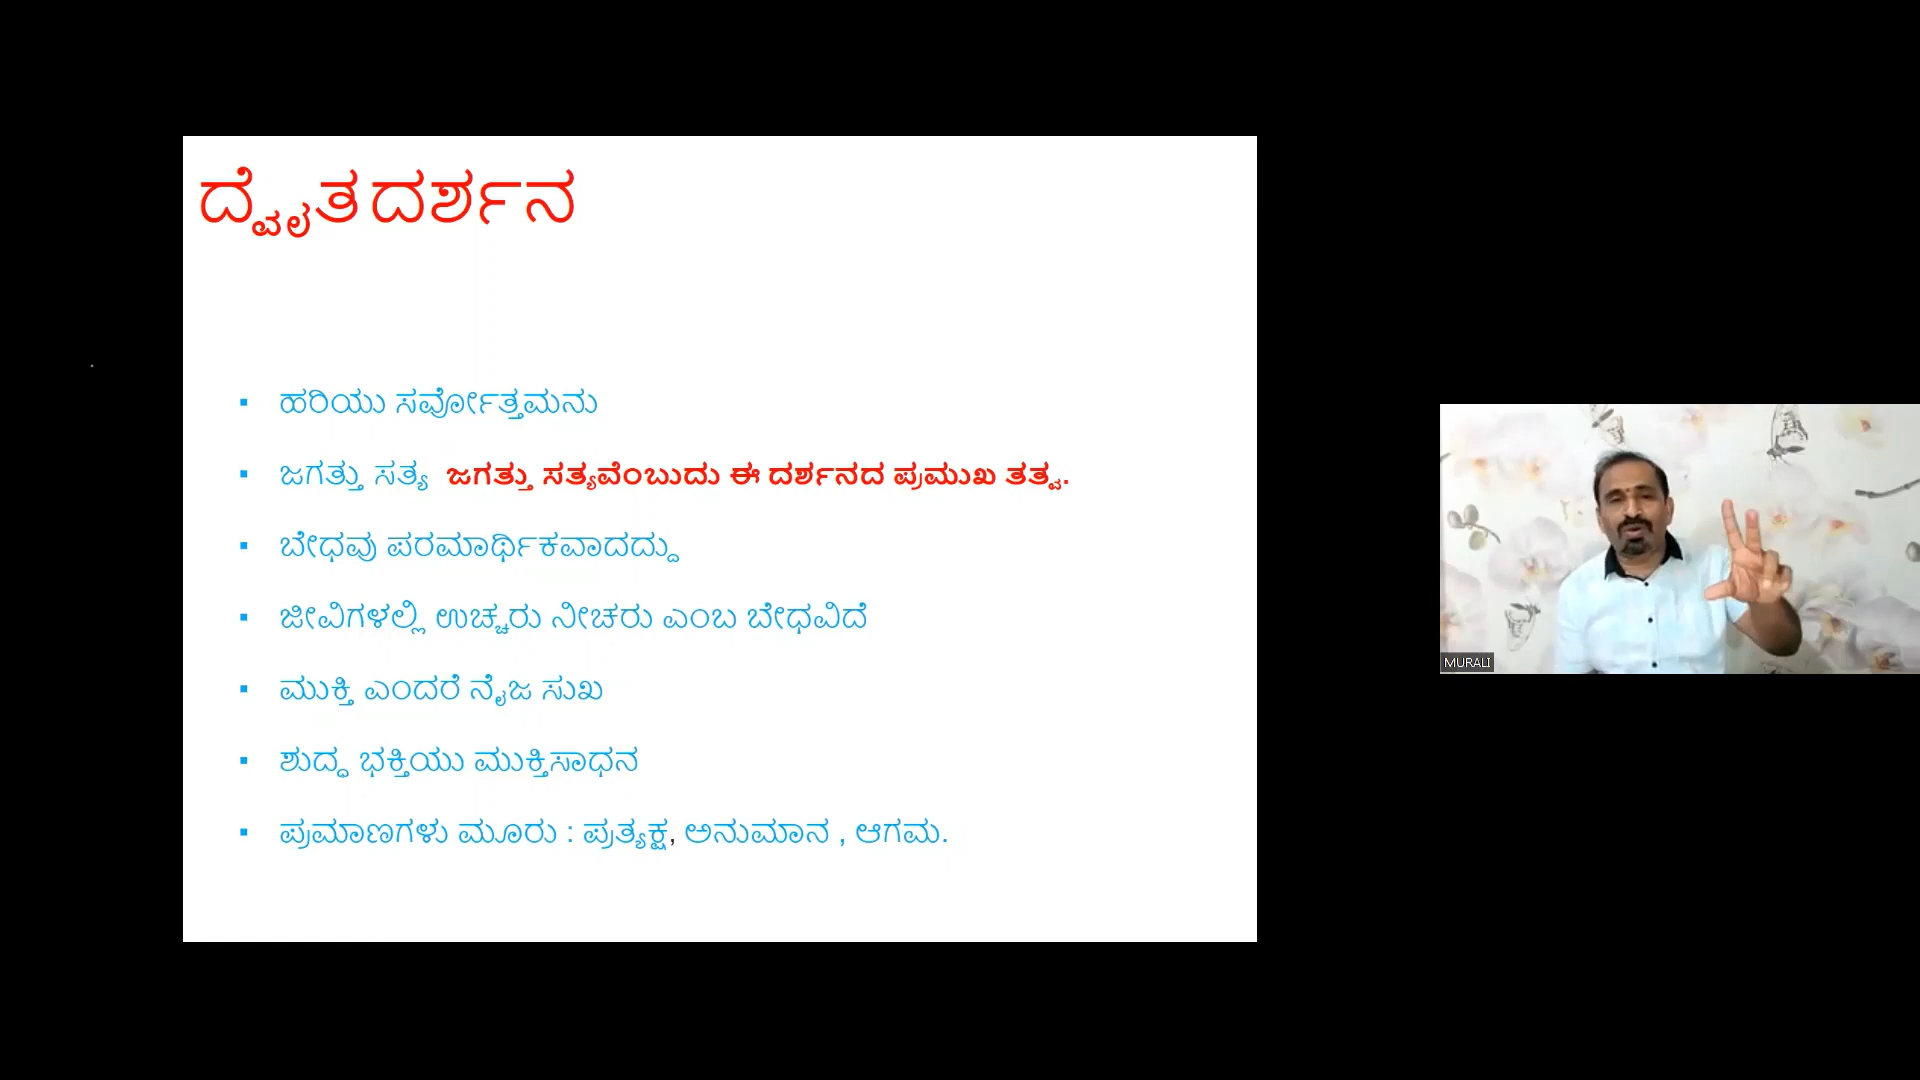 ದ್ವೈತದರ್ಶನ
▪ ಹರಿಯು ಸರ್ವೋತ್ತಮನು
▪ ಜಗತ್ತು ಸತ್ಯ ಜಗತ್ತು ಸತ್ಯವೆಂಬುದು ಈ ದರ್ಶನದ ಪ್ರಮುಖ ತತ್ವ.
▪ ಬೇಧವು ಪರಮಾರ್ಥಿಕವಾದದ್ದು
▪ ಜೀವಿಗಳಲ್ಲಿ ಉಚ್ಚರು ನೀಚರು ಎಂಬ ಬೇಧವಿದೆ
▪ ಮುಕ್ತಿ ಎಂದರೆ ನೈಜ ಸುಖ
▪ ಶುದ್ಧ ಭಕ್ತಿಯು ಮುಕ್ತಿಸಾಧನ
▪ ಪ್ರಮಾಣಗಳು ಮೂರು : ಪ್ರತ್ಯಕ್ಷ, ಅನುಮಾನ , ಆಗಮ.
MURALI